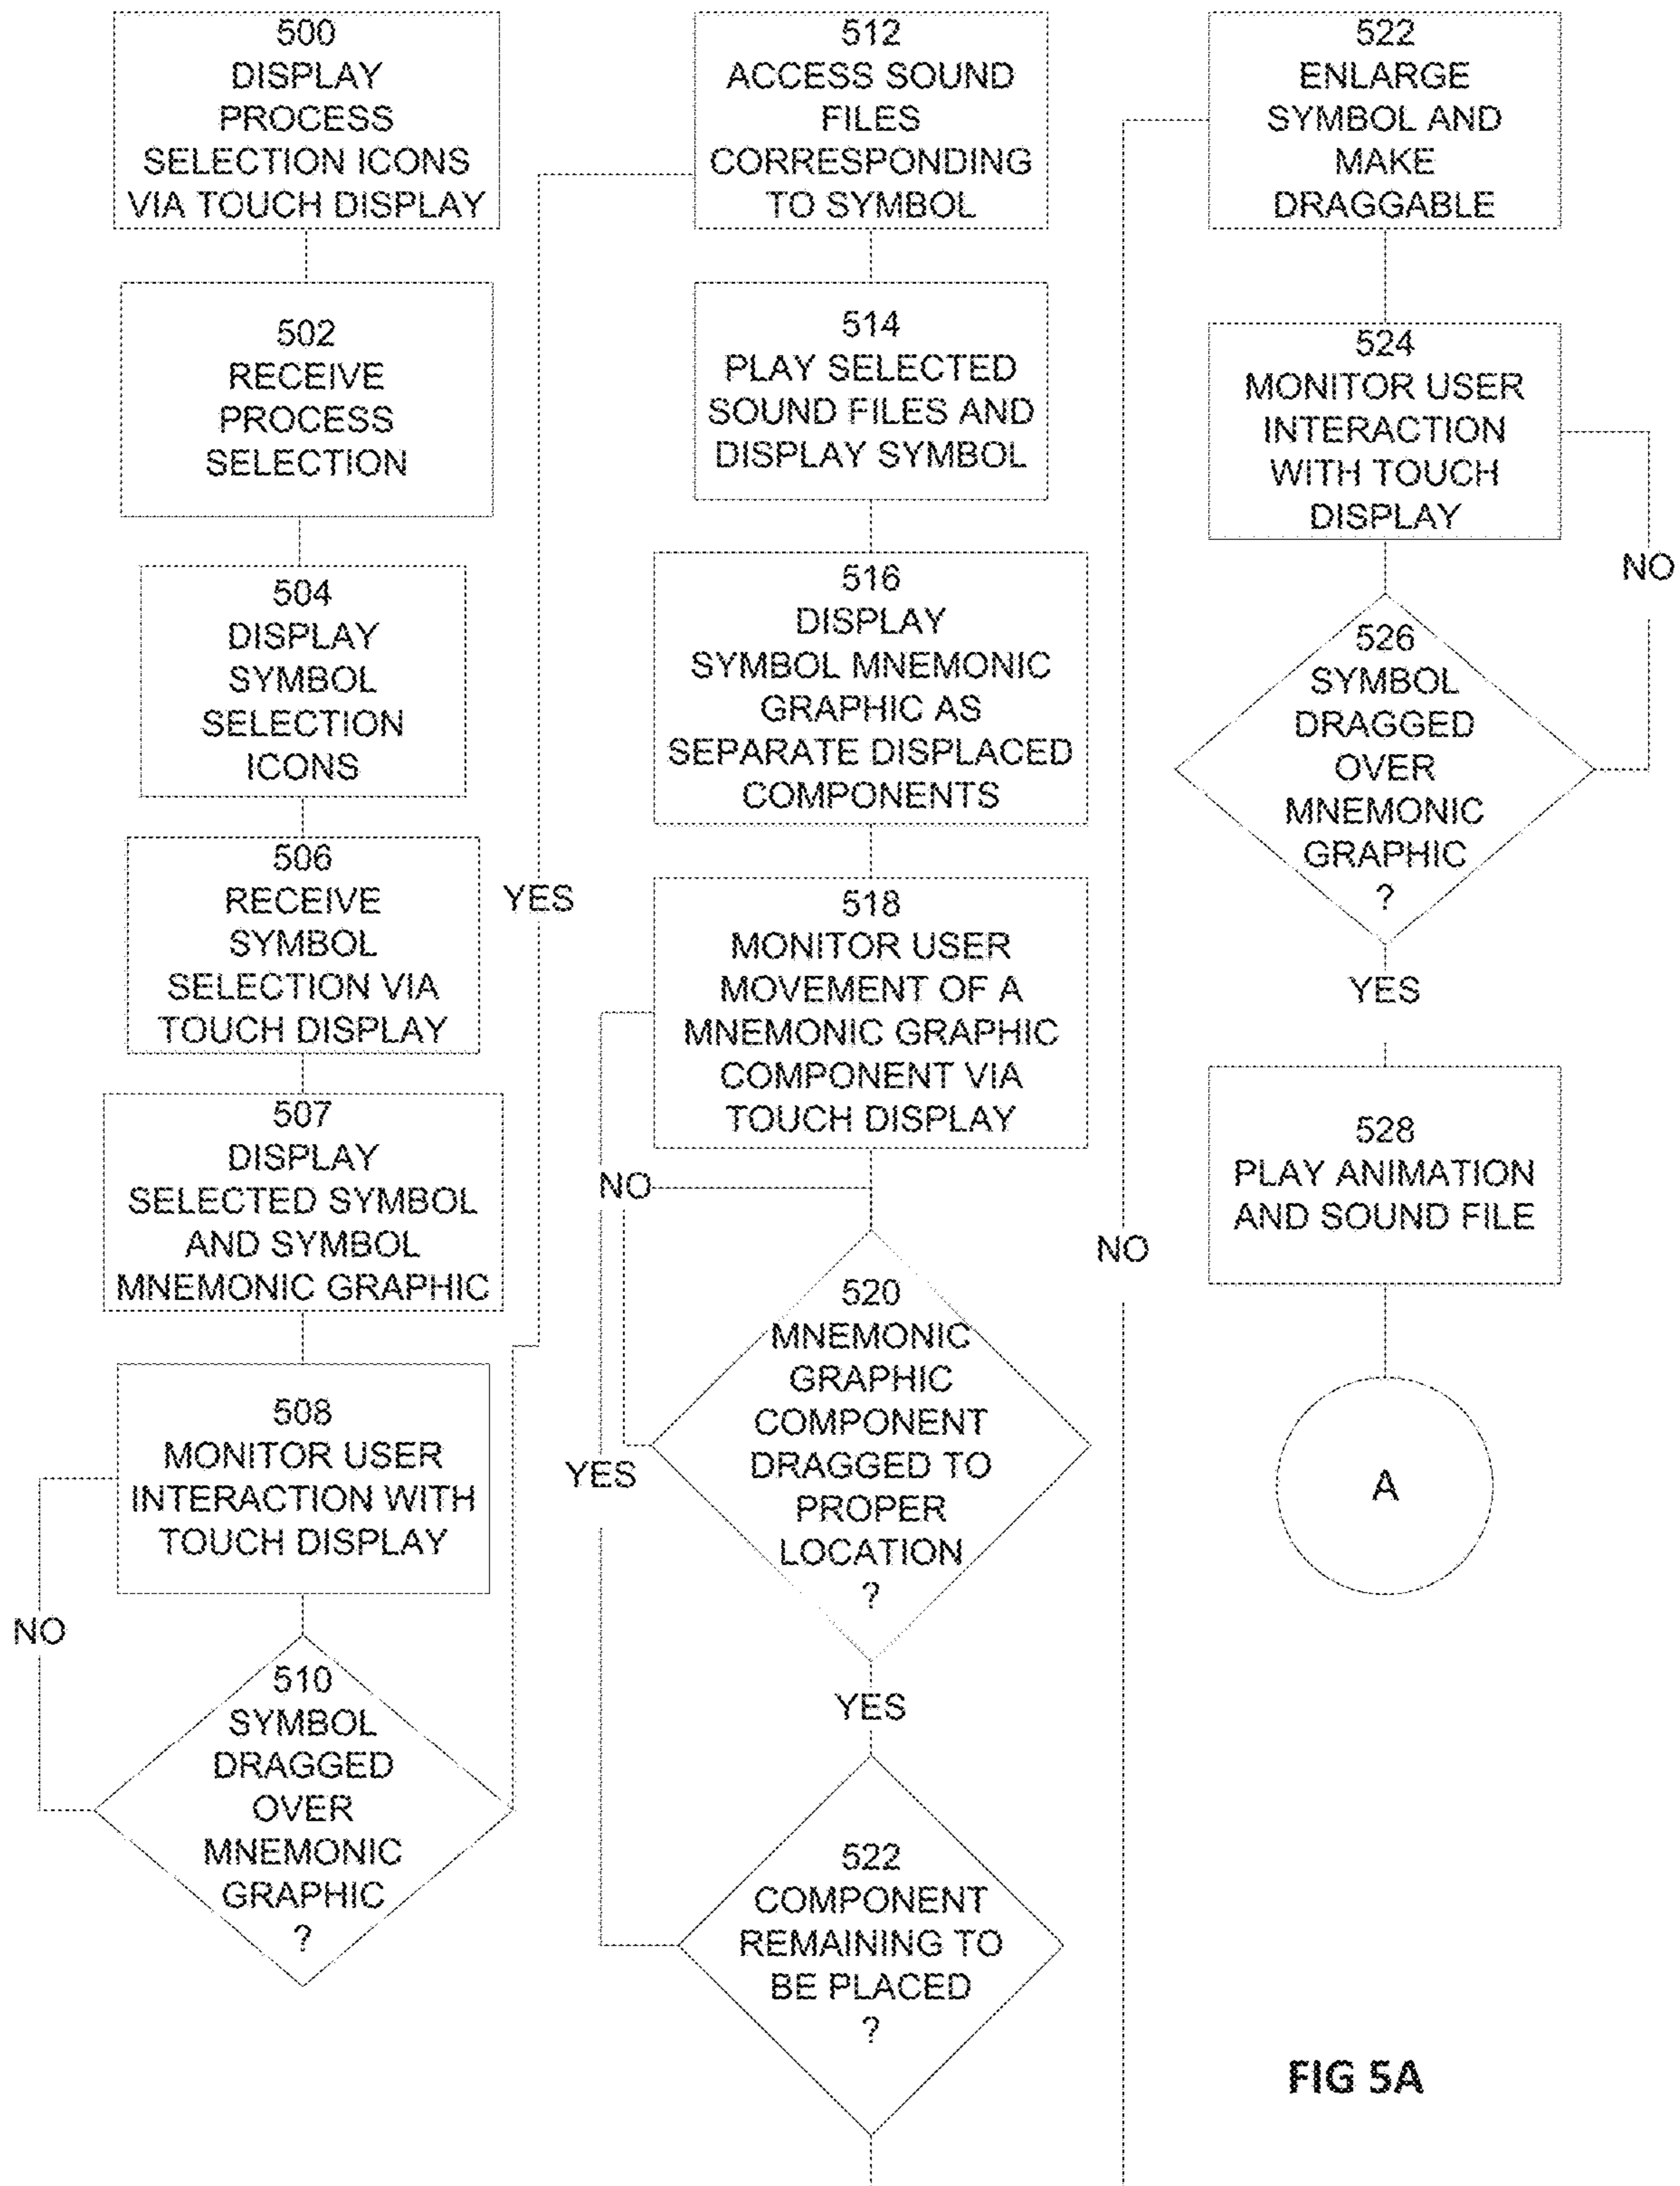 500
DISPLAY
PROCESS
SELECTION ICONS
VIA TOUCH DISPLAY
502
RECEIVE
PROCESS
SELECTION
504
DISPLAY
SYMBOL
SELECTION
ICONS
506
RECEIVE
SYMBOL
SELECTION VIA
TOUCH DISPLAY
507
DISPLAY
SELECTED SYMBOL
AND SYMBOL
MNEMONIC GRAPHIC
508
MONITOR USER
INTERACTION WITH
TOUCH DISPLAY
NO
510
SYMBOL
DRAGGED
OVER
MNEMONIC
GRAPHIC
?
YES
512
ACCESS SOUND
FILES
CORRESPONDING
TO SYMBOL
514
PLAY SELECTED
SOUND FILES AND
DISPLAY SYMBOL
516
DISPLAY
SYMBOL MNEMONIC
GRAPHIC AS
SEPARATE DISPLACED
COMPONENTS
518
MONITOR USER
MOVEMENT OF A
MNEMONIC GRAPHIC
COMPONENT VIA
TOUCH DISPLAY
NO
520
MNEMONIC
GRAPHIC
COMPONENT
DRAGGED TO
PROPER
LOCATION
?
YES
YES
522
COMPONENT
REMAINING TO
BE PLACED
?
NO
522
ENLARGE
SYMBOL AND
MAKE
DRAGGABLE
524
MONITOR USER
INTERACTION
WITH TOUCH
DISPLAY
NO
526
SYMBOL
DRAGGED
OVER
MNEMONIC
GRAPHIC
?
YES
528
PLAY ANIMATION
AND SOUND FILE
A
FIG 5A